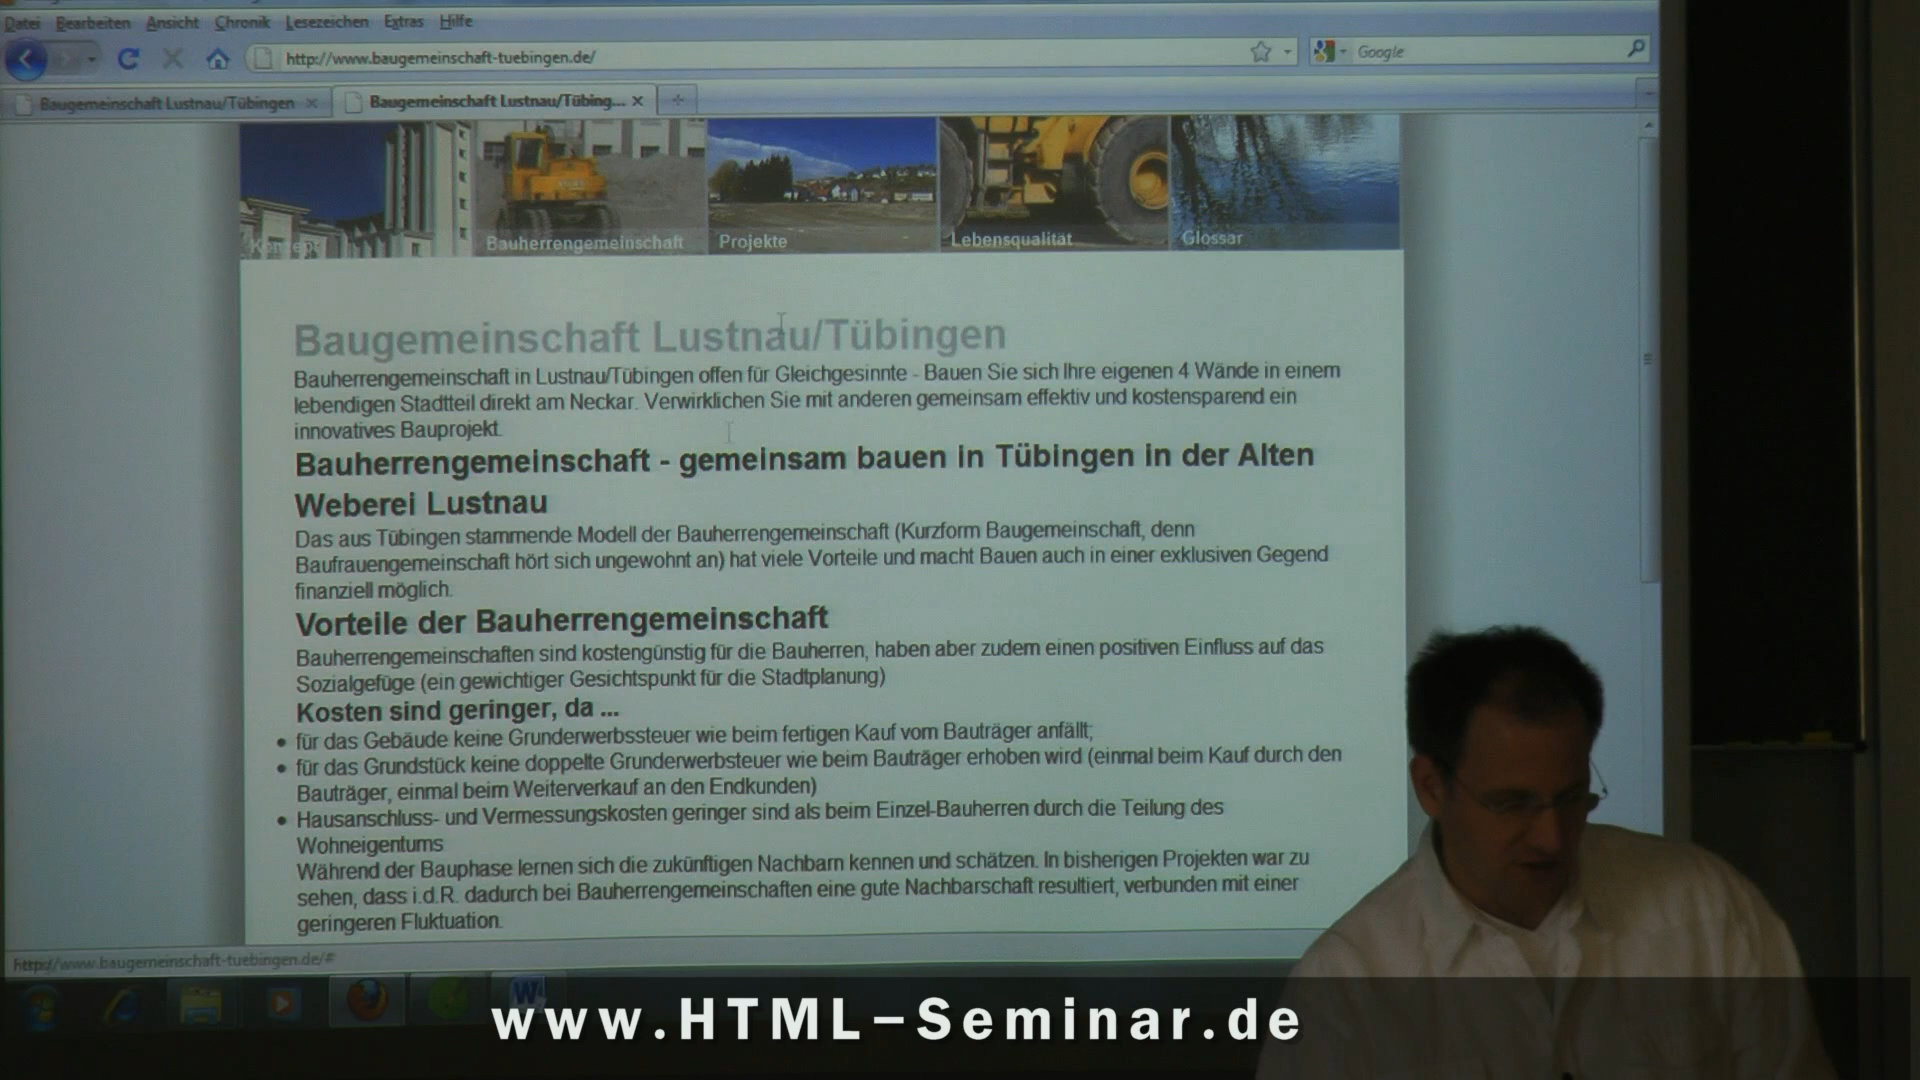 Datei Bearbeiten Ansicht Chronik Lesezeichen Extras Hilfe
http://www.baugemeinschaft-tuebingen.de/
Google
Baugemeinschaft Lustnau/Tübingen
Baugemeinschaft Lustnau/Tübing...
Konzept
Bauherrengemeinschaft
Projekte
Lebensqualität
Glossar
Baugemeinschaft Lustnau/Tübingen
Bauherrengemeinschaft in Lustnau/Tübingen offen für Gleichgesinnte - Bauen Sie sich Ihre eigenen 4 Wände in einem
lebendigen Stadtteil direkt am Neckar. Verwirklichen Sie mit anderen gemeinsam effektiv und kostensparend ein
innovatives Bauprojekt.
Bauherrengemeinschaft - gemeinsam bauen in Tübingen in der Alten
Weberei Lustnau
Das aus Tübingen stammende Modell der Bauherrengemeinschaft (Kurzform Baugemeinschaft, denn
Baufrauengemeinschaft hört sich ungewohnt an) hat viele Vorteile und macht Bauen auch in einer exklusiven Gegend
finanziell möglich.
Vorteile der Bauherrengemeinschaft
Bauherrengemeinschaften sind kostengünstig für die Bauherren, haben aber zudem einen positiven Einfluss auf das
Sozialgefüge (ein gewichtiger Gesichtspunkt für die Stadtplanung)
Kosten sind geringer, da ...
• für das Gebäude keine Grunderwerbssteuer wie beim fertigen Kauf vom Bauträger anfällt;
• für das Grundstück keine doppelte Grunderwerbsteuer wie beim Bauträger erhoben wird (einmal beim Kauf durch den
Bauträger, einmal beim Weiterverkauf an den Endkunden)
• Hausanschluss- und Vermessungskosten geringer sind als beim Einzel-Bauherren durch die Teilung des
Wohneigentums
Während der Bauphase lernen sich die zukünftigen Nachbarn kennen und schätzen. In bisherigen Projekten war zu
sehen, dass i.d.R. dadurch bei Bauherrengemeinschaften eine gute Nachbarschaft resultiert, verbunden mit einer
geringeren Fluktuation.
http://www.baugemeinschaft-tuebingen.de/#
www.HTML-Seminar.de